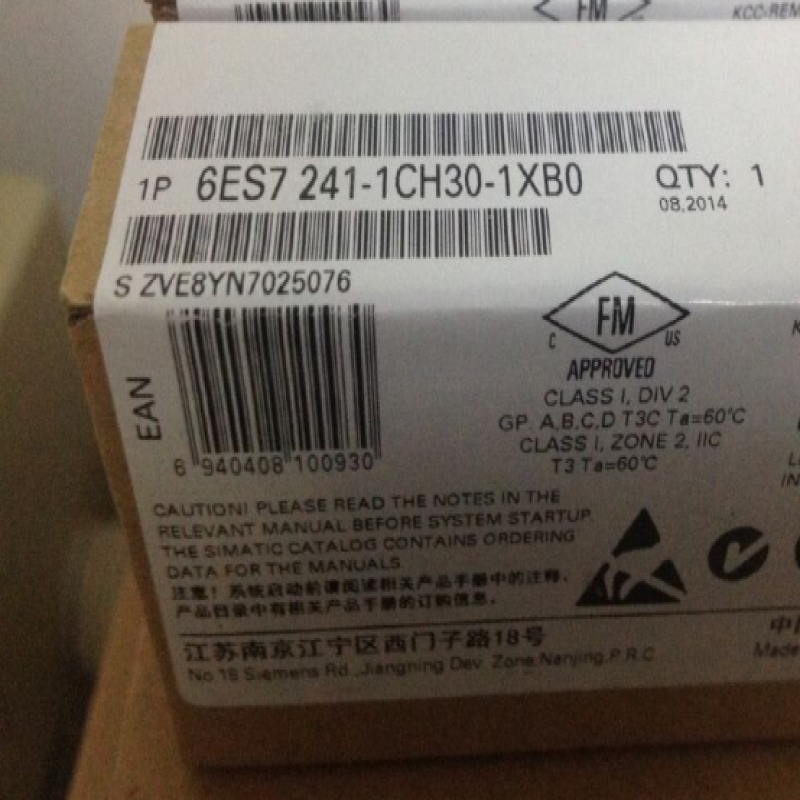 FM
KCC-REM
1P 6ES7 241-1CH30-1XB0 QTY: 1
08.2014
S ZVE8YN7025076
FM
C US
APPROVED
CLASS I, DIV 2
GP. A,B,C,D T3C Ta=60°C
CLASS I, ZONE 2, IIC
T3 Ta=60°C
EAN
6 940408 100930
CAUTION! PLEASE READ THE NOTES IN THE
RELEVANT MANUAL BEFORE SYSTEM STARTUP.
THE SIMATIC CATALOG CONTAINS ORDERING
DATA FOR THE MANUALS.
注意！系统启动前请阅读相关产品手册中的注释，
产品目录中有相关产品手册的订购信息。
江苏南京江宁区西门子路18号
No 18 Siemens Rd.,Jiangning Dev. Zone,Nanjing,P.R.C
Made